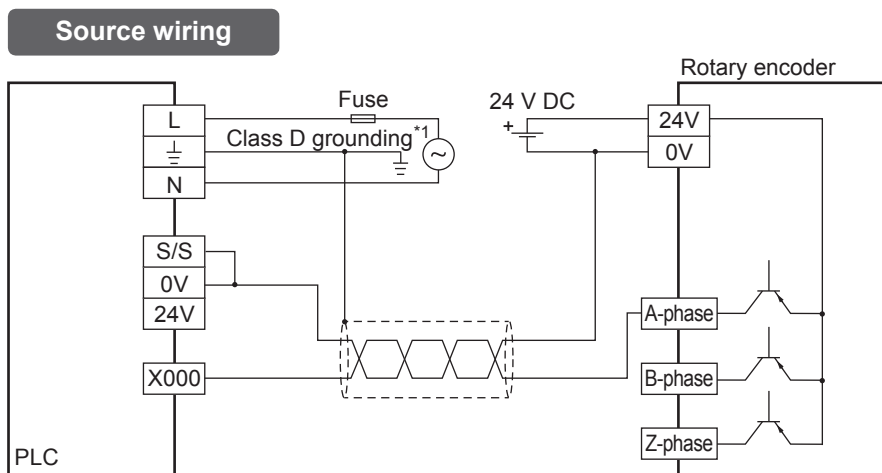 Source wiring
Rotary encoder
Fuse
24 V DC
L
Class D grounding*1
24V
+
0V
~
N
S/S
0V
24V
A-phase
X000
B-phase
Z-phase
PLC